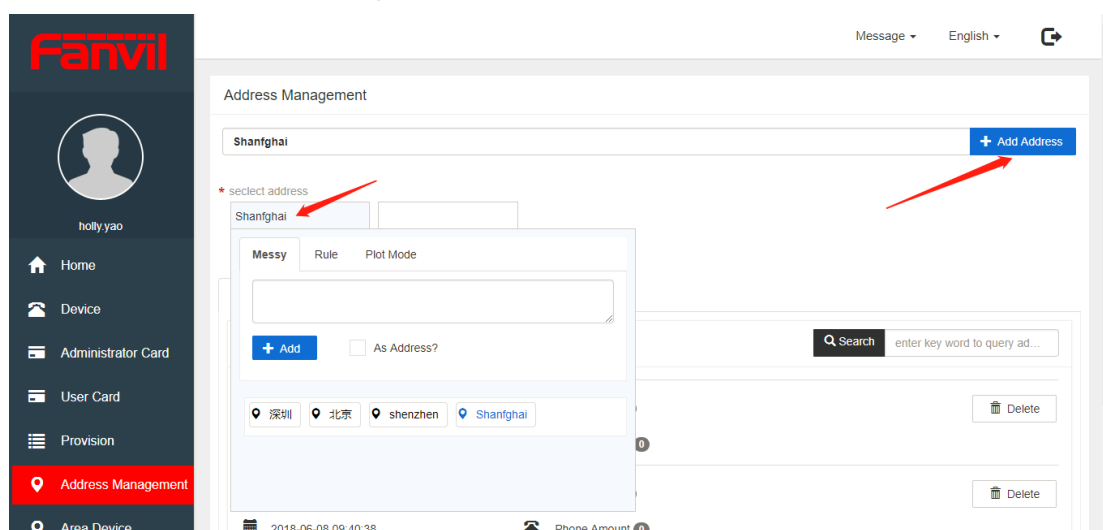 Fanvil
Message
English
Address Management
Shanfghai
+ Add Address
* seclect address
Shanfghai
holly.yao
Messy Rule Plot Mode
Home
Device
+ Add
As Address?
Search
enter key word to query ad...
Administrator Card
User Card
深圳 北京 shenzhen Shanfghai
Delete
Provision
0
Address Management
Delete
Area Device
2018-06-08 09:40:38
Phone Amount 0